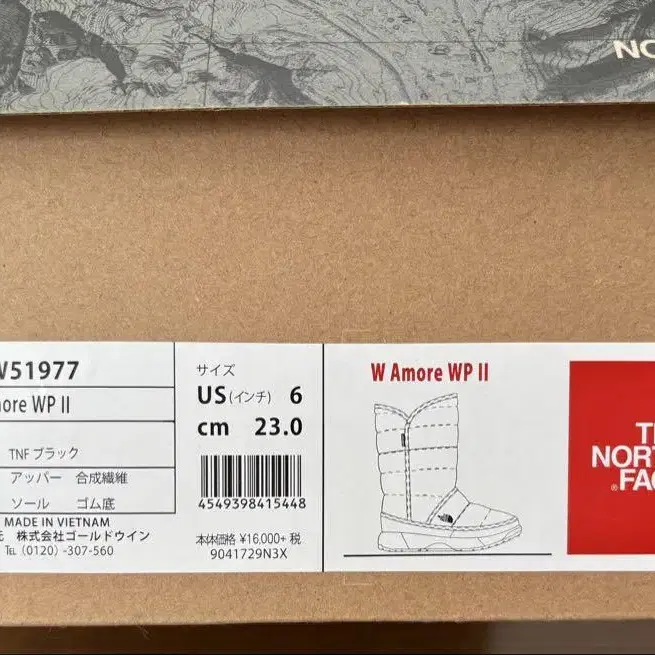 NO
W51977
ore WP II
TNF ブラック
アッパー 合成繊維
ソール ゴム底
MADE IN VIETNAM
元 株式会社ゴールドウイン
TEL (0120) -307-560
サイズ
US (インチ) 6
cm 23.0
4549398415448
本体価格 ¥16,000+ 税
9041729N3X
W Amore WP II
NORT
FAC